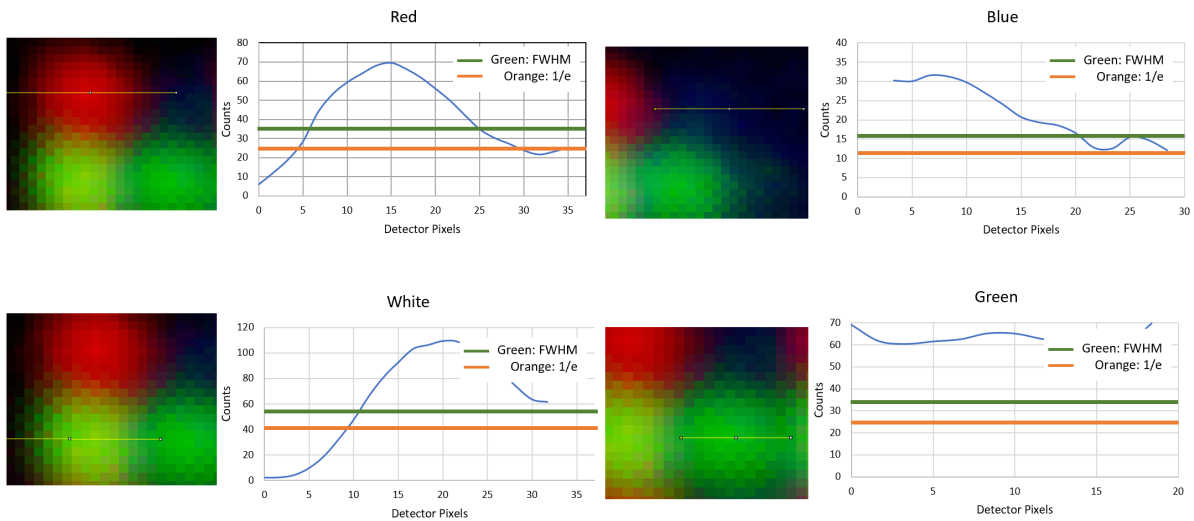 Red
Counts
80
70
60
50
40
30
20
10
0
Green: FWHM
Orange: 1/e
0 5 10 15 20 25 30 35
Detector Pixels
Blue
Counts
40
35
30
25
20
15
10
5
0
Green: FWHM
Orange: 1/e
0 5 10 15 20 25 30
Detector Pixels
White
Counts
120
100
80
60
40
20
0
Green: FWHM
Orange: 1/e
0 5 10 15 20 25 30 35
Detector Pixels
Green
Counts
70
60
50
40
30
20
10
0
Green: FWHM
Orange: 1/e
0 5 10 15 20
Detector Pixels